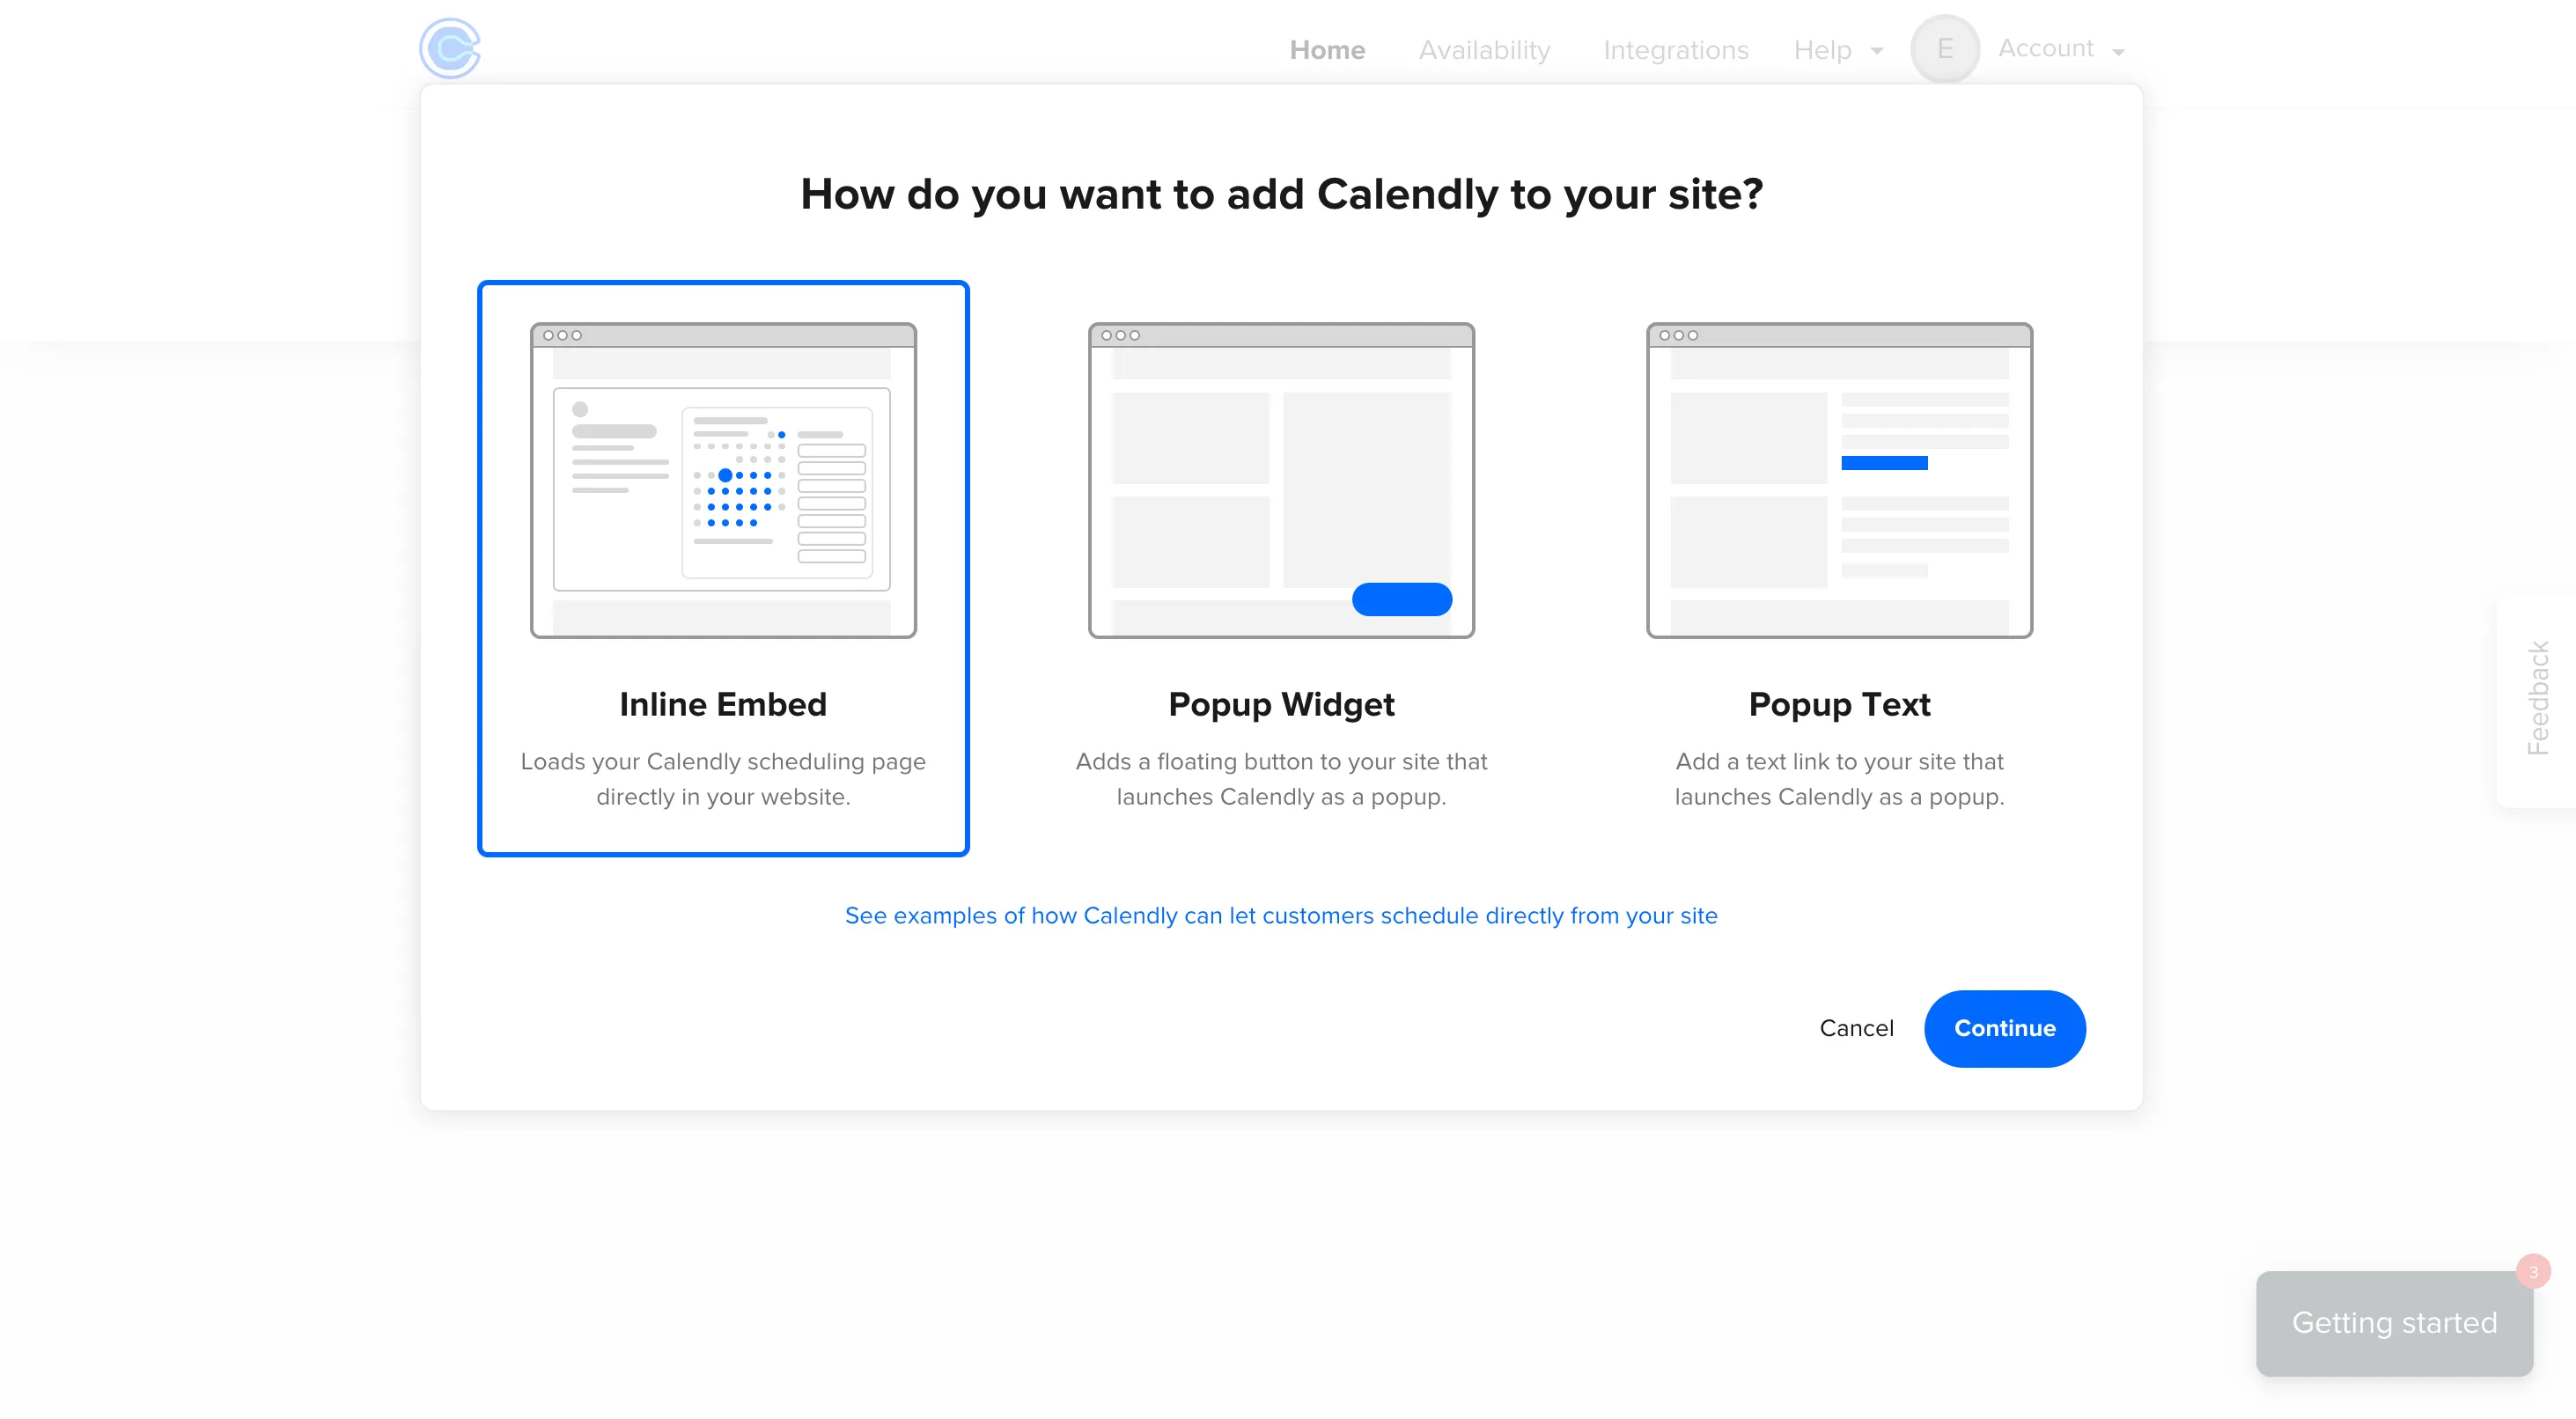 Home Availability Integrations Help E Account
How do you want to add Calendly to your site?
Inline Embed
Loads your Calendly scheduling page
directly in your website.
Popup Widget
Adds a floating button to your site that
launches Calendly as a popup.
Popup Text
Add a text link to your site that
launches Calendly as a popup.
See examples of how Calendly can let customers schedule directly from your site
Cancel Continue
Feedback
3
Getting started